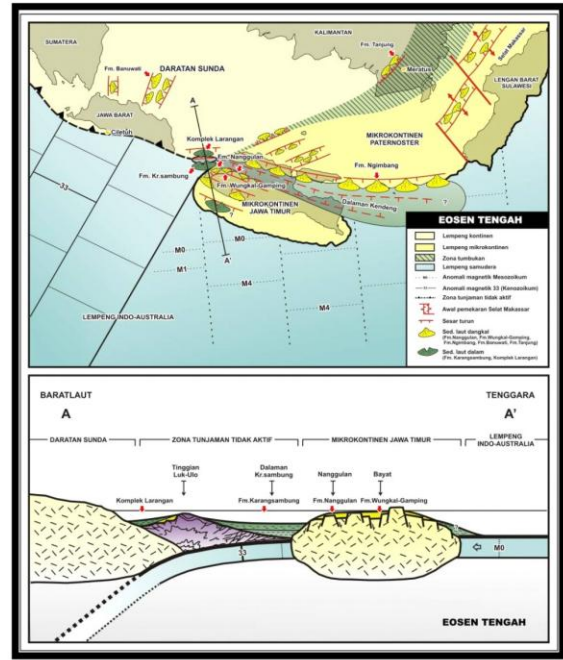 SUMATERA
KALIMANTAN
Fm. Tanjung
Fm. Banuwati
DARATAN SUNDA
Meratus
Selat Makassar
LENGAN BARAT
SULAWESI
A
JAWA BARAT
Ciletuh
Komplek Larangan
MIKROKONTINEN
PATERNOSTER
Fm. Nanggulan
Fm. Ngimbang
Fm. Kr.sambung
Fm. Wungkal-Gamping
Dalaman Kendeng
?
33
MIKROKONTINEN
JAWA TIMUR
?
A'
M0
M0
M1
M4
M4
LEMPENG INDO-AUSTRALIA
EOSEN TENGAH
Lempeng kontinen
Lempeng mikrokontinen
Zona tumbukan
Lempeng samudera
Anomali magnetik Mesozoikum
Anomali magnetik 33 (Kenozoikum)
Zona tunjaman tidak aktif
Awal pemekaran Selat Makassar
Sesar turun
Sed. laut dangkal
(Fm. Nanggulan, Fm.Wungkal-Gamping,
Fm. Ngimbang, Fm. Banuwati, Fm. Tanjung)
Sed. laut dalam
(Fm. Karangsambung, Komplek Larangan)
BARATLAUT
TENGGARA
A
A'
DARATAN SUNDA
ZONA TUNJAMAN TIDAK AKTIF
MIKROKONTINEN JAWA TIMUR
LEMPENG
INDO-AUSTRALIA
Tinggian
Luk-Ulo
Dalaman
Kr.sambung
Nanggulan
Bayat
Komplek Larangan
Fm.Karangsambung
Fm.Nanggulan
Fm.Wungkal-Gamping
?
33
M0
EOSEN TENGAH